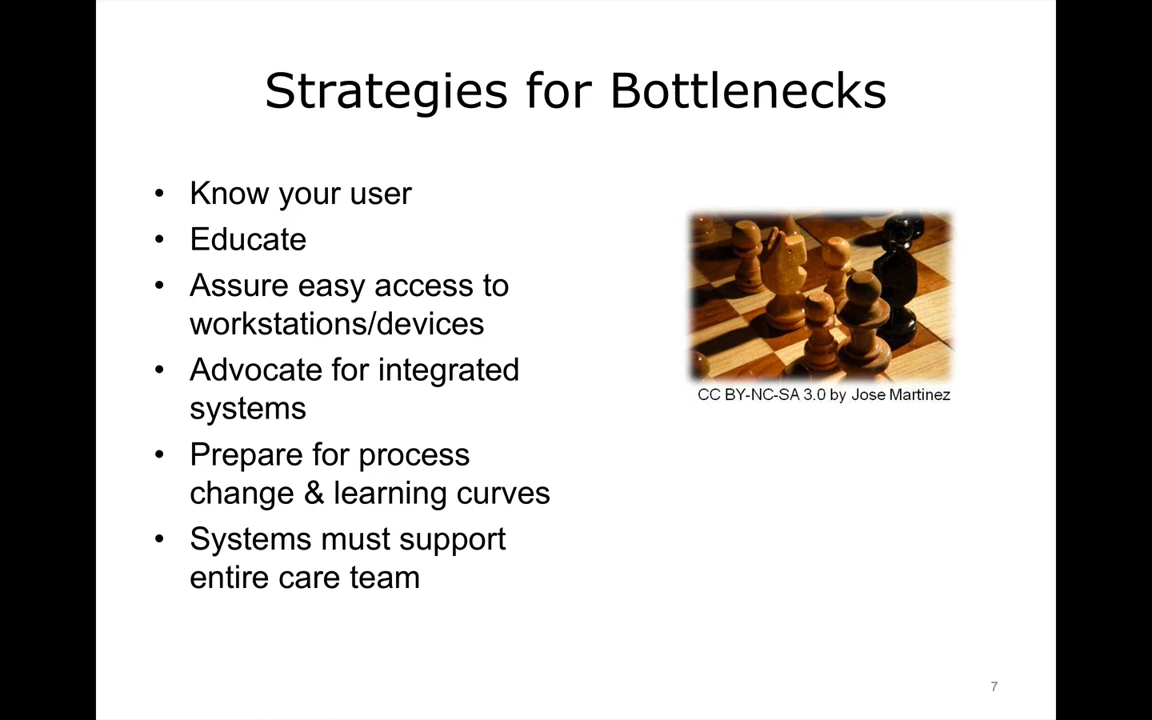 Strategies for Bottlenecks
• Know your user
• Educate
• Assure easy access to
workstations/devices
• Advocate for integrated
systems
• Prepare for process
change & learning curves
• Systems must support
entire care team
CC BY-NC-SA 3.0 by Jose Martinez
7